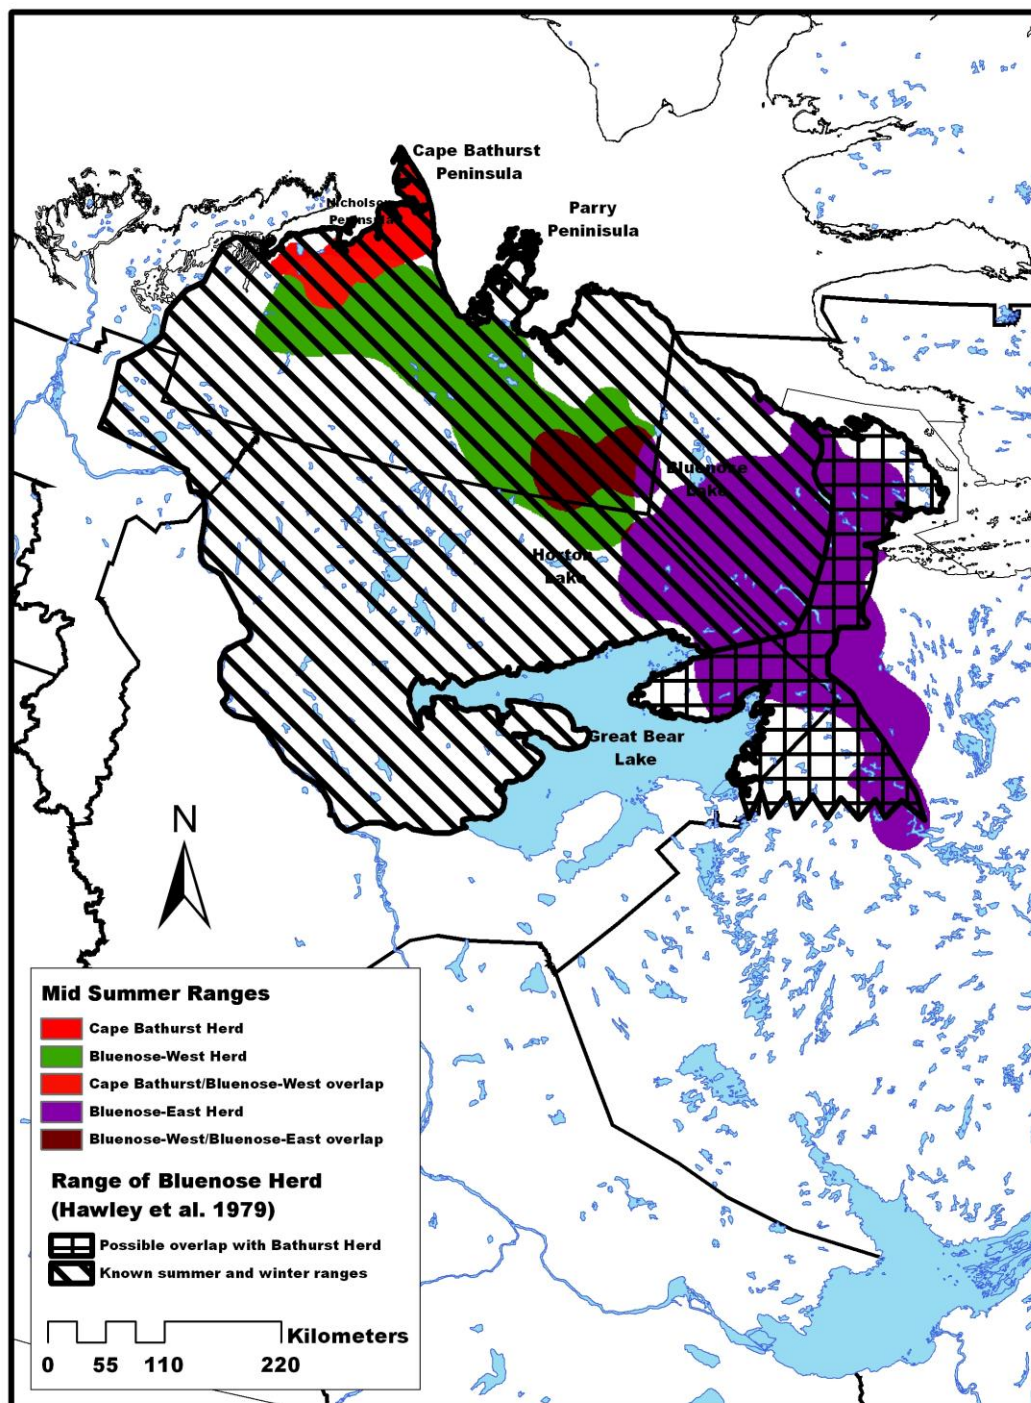 Cape Bathurst
Peninsula
Nicholson
Peninsula
Parry
Peninisula
Bluenose
Lake
Horton
Lake
Great Bear
Lake
N
Mid Summer Ranges
Cape Bathurst Herd
Bluenose-West Herd
Cape Bathurst/Bluenose-West overlap
Bluenose-East Herd
Bluenose-West/Bluenose-East overlap
Range of Bluenose Herd
(Hawley et al. 1979)
Possible overlap with Bathurst Herd
Known summer and winter ranges
Kilometers
0 55 110 220